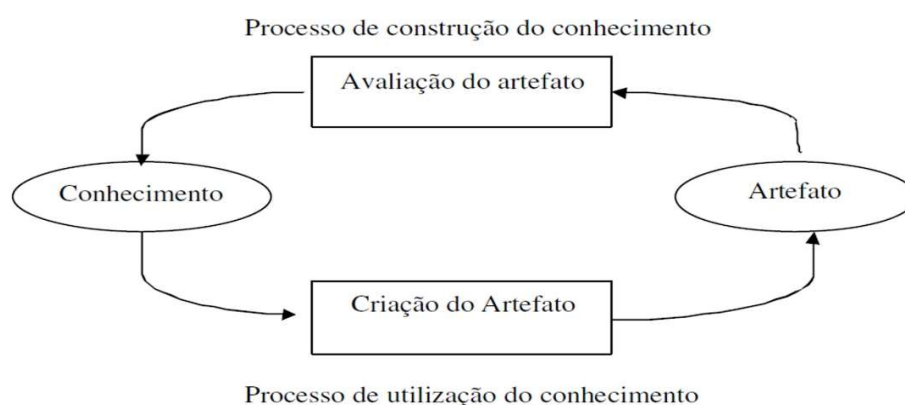 Processo de construção do conhecimento
Avaliação do artefato
Conhecimento
Artefato
Criação do Artefato
Processo de utilização do conhecimento